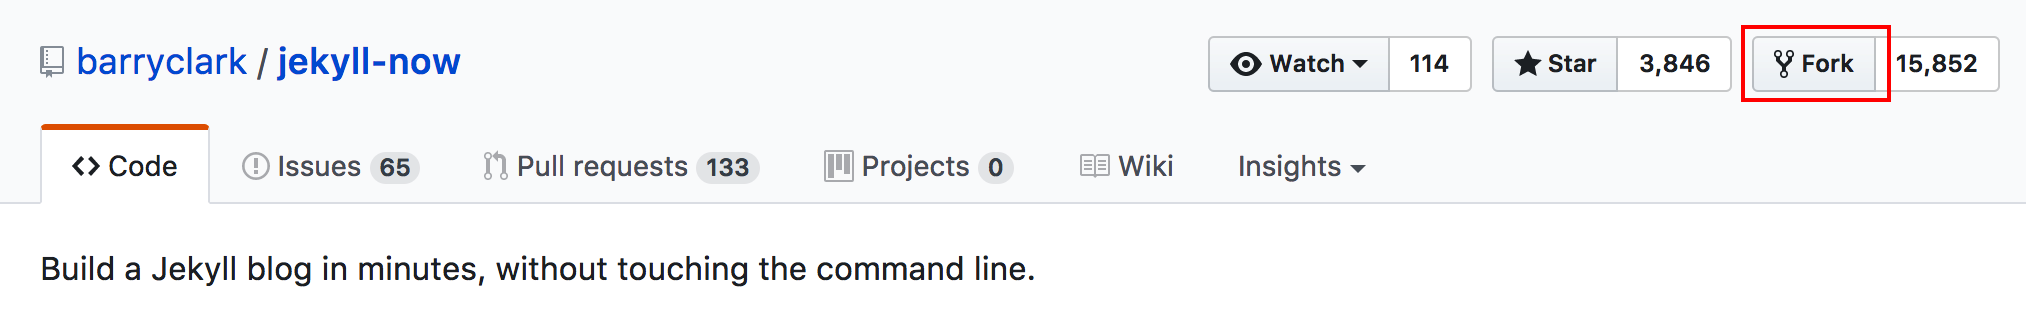 barryclark / jekyll-now
Watch 114 Star 3,846 Fork 15,852
Code Issues 65 Pull requests 133 Projects 0 Wiki Insights
Build a Jekyll blog in minutes, without touching the command line.